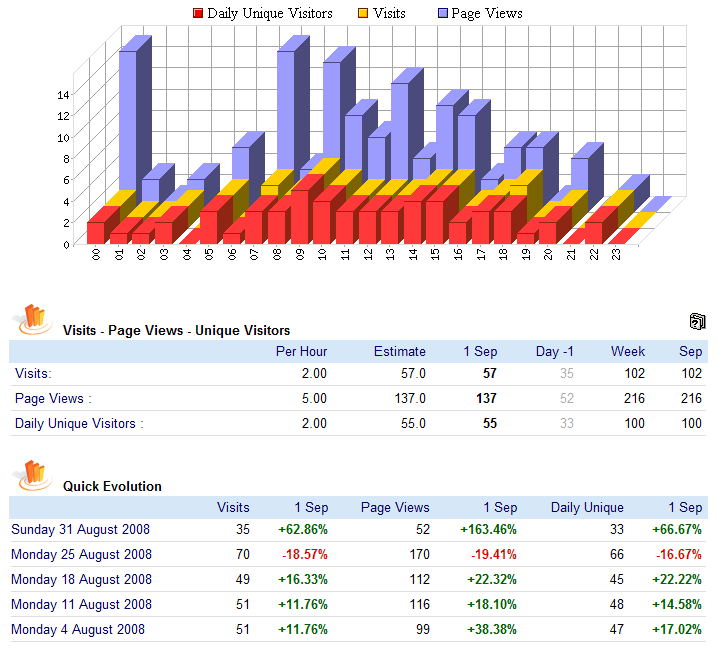 Daily Unique Visitors Visits Page Views
14
12
10
8
6
4
2
0
00 01 02 03 04 05 06 07 08 09 10 11 12 13 14 15 16 17 18 19 20 21 22 23
Visits - Page Views - Unique Visitors ?
Per Hour Estimate 1 Sep Day -1 Week Sep
Visits: 2.00 57.0 57 35 102 102
Page Views : 5.00 137.0 137 52 216 216
Daily Unique Visitors : 2.00 55.0 55 33 100 100
Quick Evolution
Visits 1 Sep Page Views 1 Sep Daily Unique 1 Sep
Sunday 31 August 2008 35 +62.86% 52 +163.46% 33 +66.67%
Monday 25 August 2008 70 -18.57% 170 -19.41% 66 -16.67%
Monday 18 August 2008 49 +16.33% 112 +22.32% 45 +22.22%
Monday 11 August 2008 51 +11.76% 116 +18.10% 48 +14.58%
Monday 4 August 2008 51 +11.76% 99 +38.38% 47 +17.02%